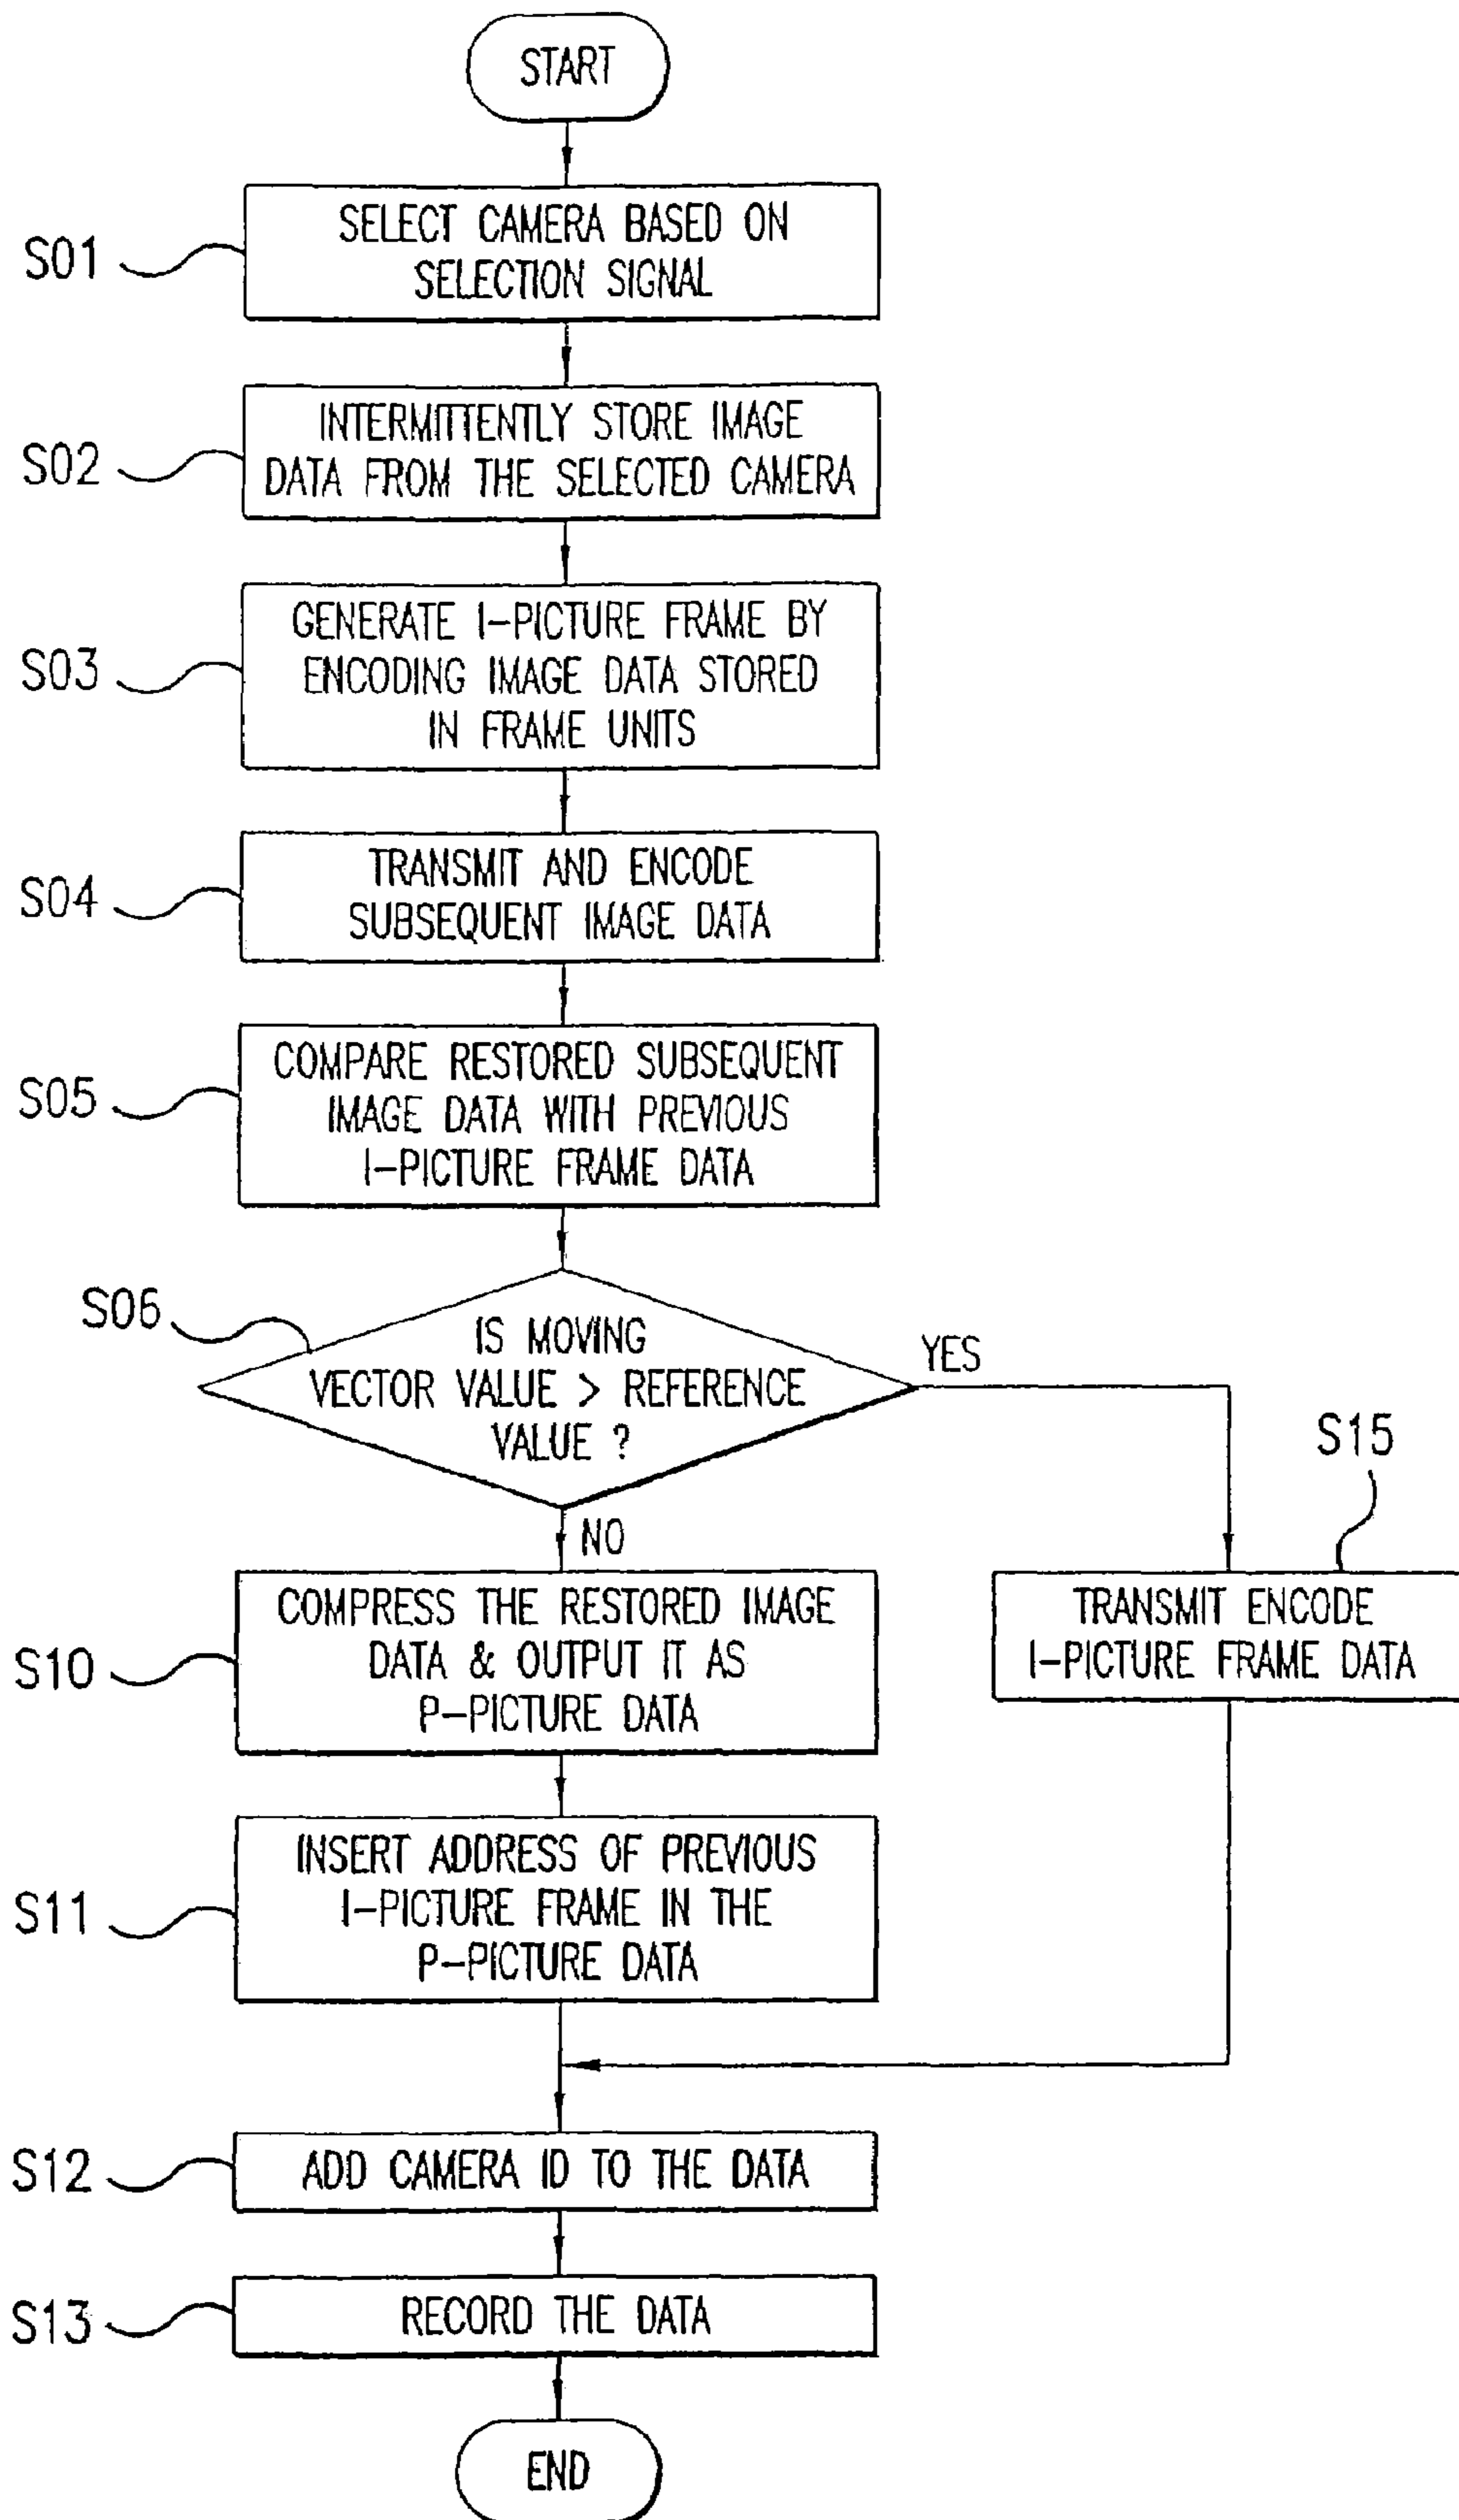 START
S01
SELECT CAMERA BASED ON
SELECTION SIGNAL
S02
INTERMITTENTLY STORE IMAGE
DATA FROM THE SELECTED CAMERA
S03
GENERATE I-PICTURE FRAME BY
ENCODING IMAGE DATA STORED
IN FRAME UNITS
S04
TRANSMIT AND ENCODE
SUBSEQUENT IMAGE DATA
S05
COMPARE RESTORED SUBSEQUENT
IMAGE DATA WITH PREVIOUS
I-PICTURE FRAME DATA
S06
IS MOVING
VECTOR VALUE > REFERENCE
VALUE ?
YES
NO
S15
TRANSMIT ENCODE
I-PICTURE FRAME DATA
S10
COMPRESS THE RESTORED IMAGE
DATA & OUTPUT IT AS
P-PICTURE DATA
S11
INSERT ADDRESS OF PREVIOUS
I-PICTURE FRAME IN THE
P-PICTURE DATA
S12
ADD CAMERA ID TO THE DATA
S13
RECORD THE DATA
END